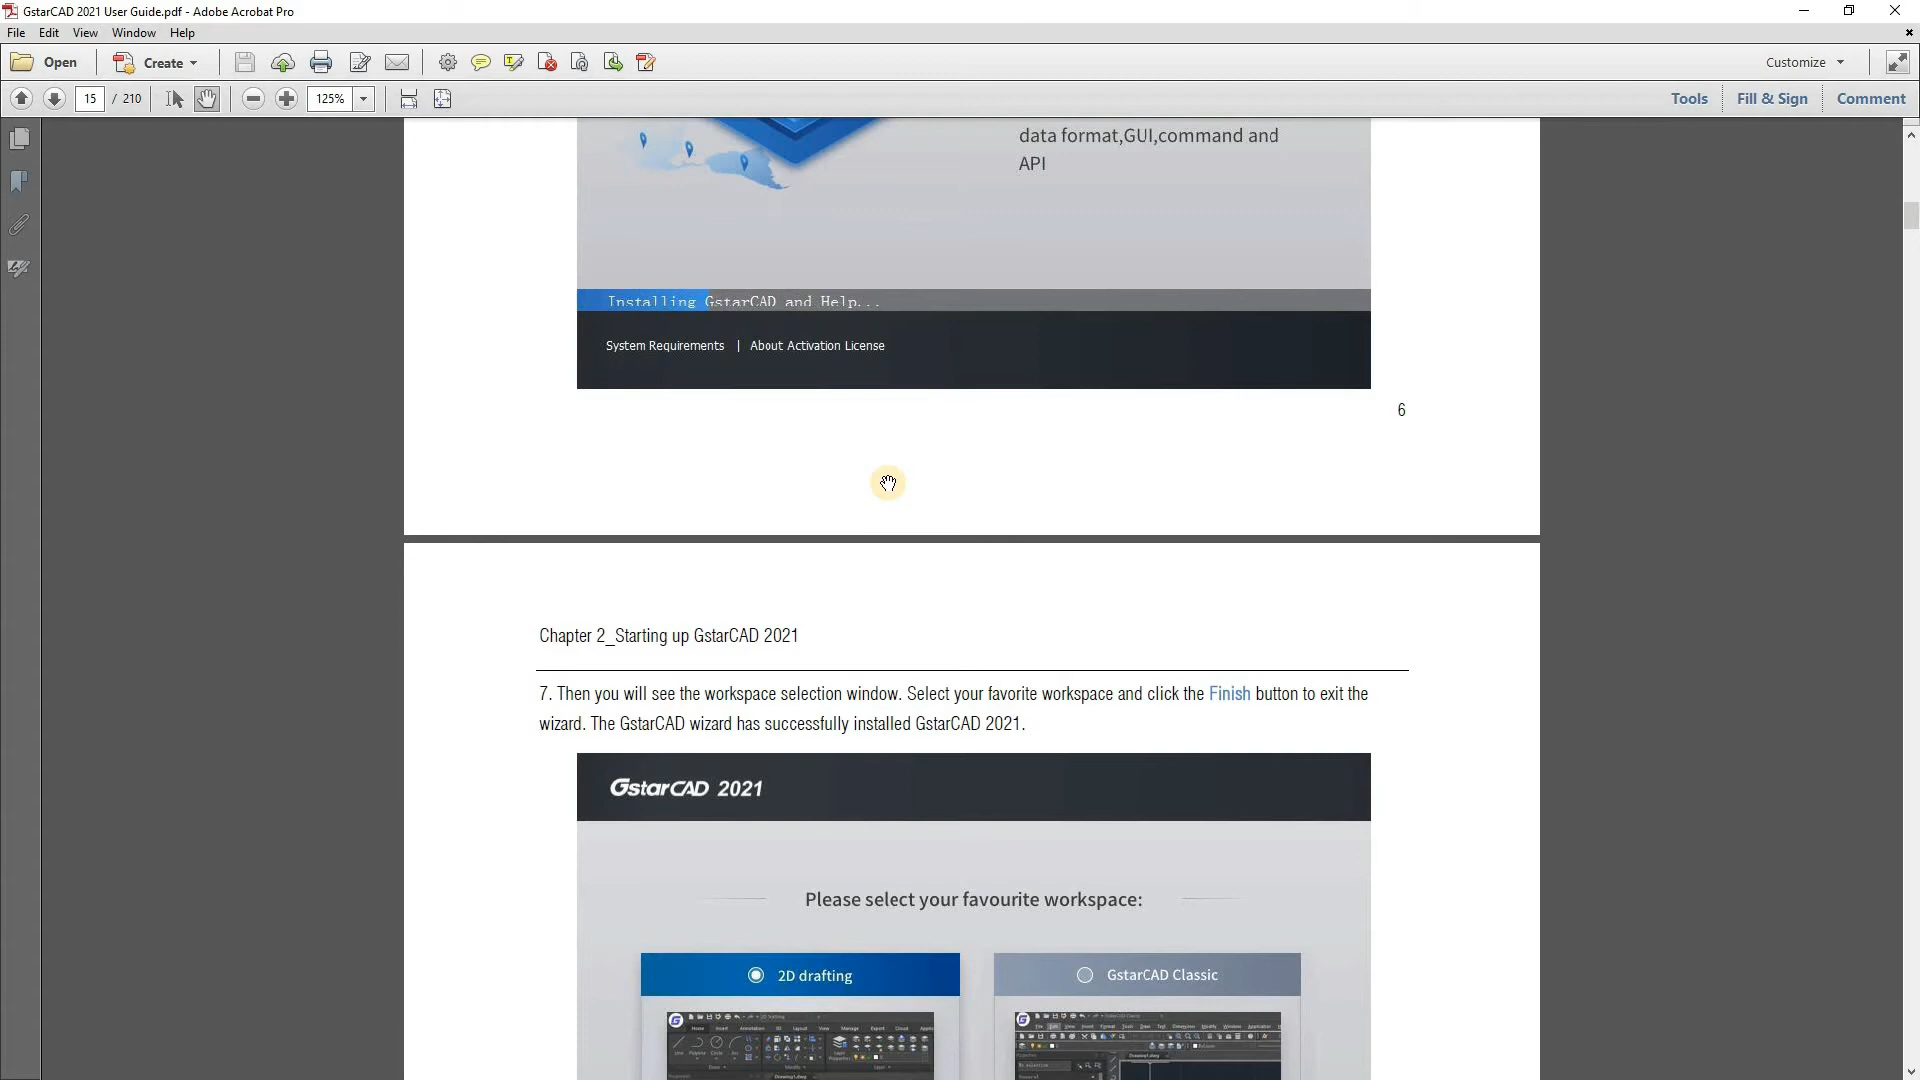 GstarCAD 2021 User Guide.pdf - Adobe Acrobat Pro
File Edit View Window Help
Open Create Customize
15 / 210 125% Tools Fill & Sign Comment
data format,GUI,command and
API
Installing GstarCAD and Help...
System Requirements | About Activation License
6
Chapter 2_Starting up GstarCAD 2021
7. Then you will see the workspace selection window. Select your favorite workspace and click the Finish button to exit the
wizard. The GstarCAD wizard has successfully installed GstarCAD 2021.
GstarCAD 2021
Please select your favourite workspace:
2D drafting
GstarCAD Classic